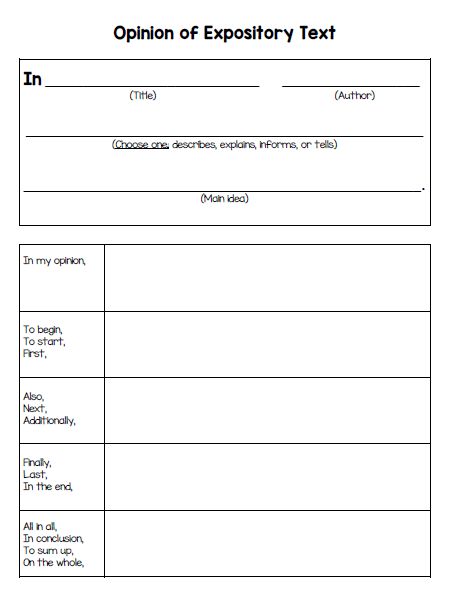 Opinion of Expository Text
In
(Title) (Author)
(Choose one: describes, explains, informs, or tells)
.
(Main idea)
In my opinion,
To begin,
To start,
First,
Also,
Next,
Additionally,
Finally,
Last,
In the end,
All in all,
In conclusion,
To sum up,
On the whole,